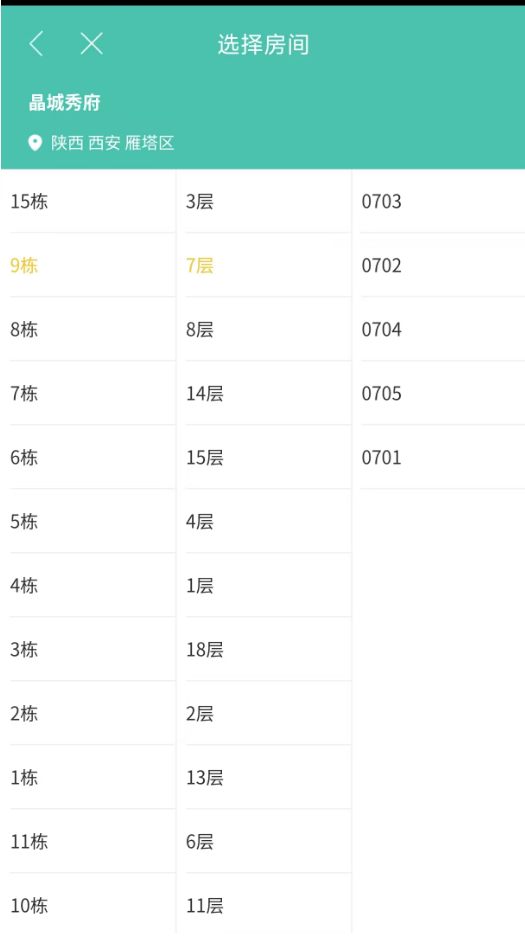 选择房间
晶城秀府
陕西 西安 雁塔区
15栋 3层 0703
9栋 7层 0702
8栋 8层 0704
7栋 14层 0705
6栋 15层 0701
5栋 4层
4栋 1层
3栋 18层
2栋 2层
1栋 13层
11栋 6层
10栋 11层